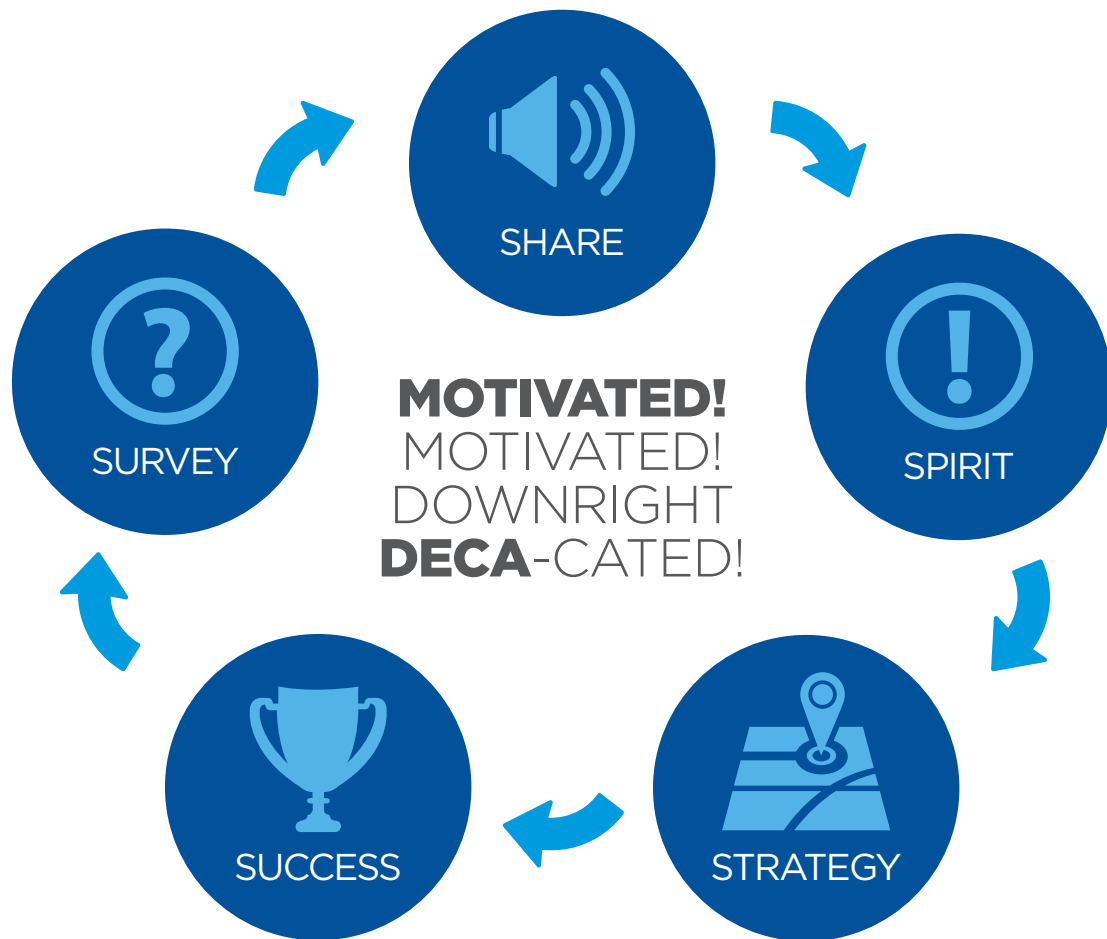 SHARE
SURVEY
SPIRIT
MOTIVATED!
MOTIVATED!
DOWNRIGHT
DECA-CATED!
SUCCESS
STRATEGY